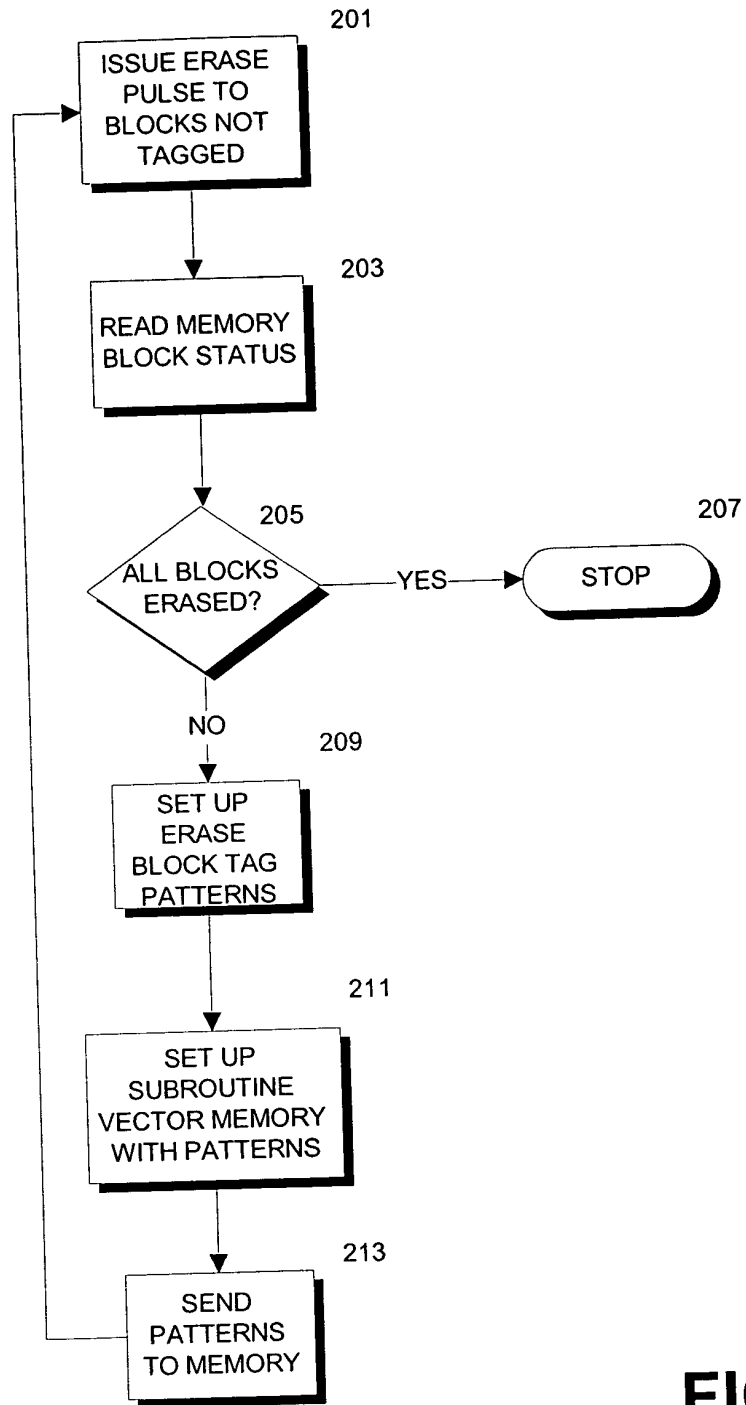 201
ISSUE ERASE
PULSE TO
BLOCKS NOT
TAGGED
203
READ MEMORY
BLOCK STATUS
205
ALL BLOCKS
ERASED?
YES
207
STOP
NO
209
SET UP
ERASE
BLOCK TAG
PATTERNS
211
SET UP
SUBROUTINE
VECTOR MEMORY
WITH PATTERNS
213
SEND
PATTERNS
TO MEMORY